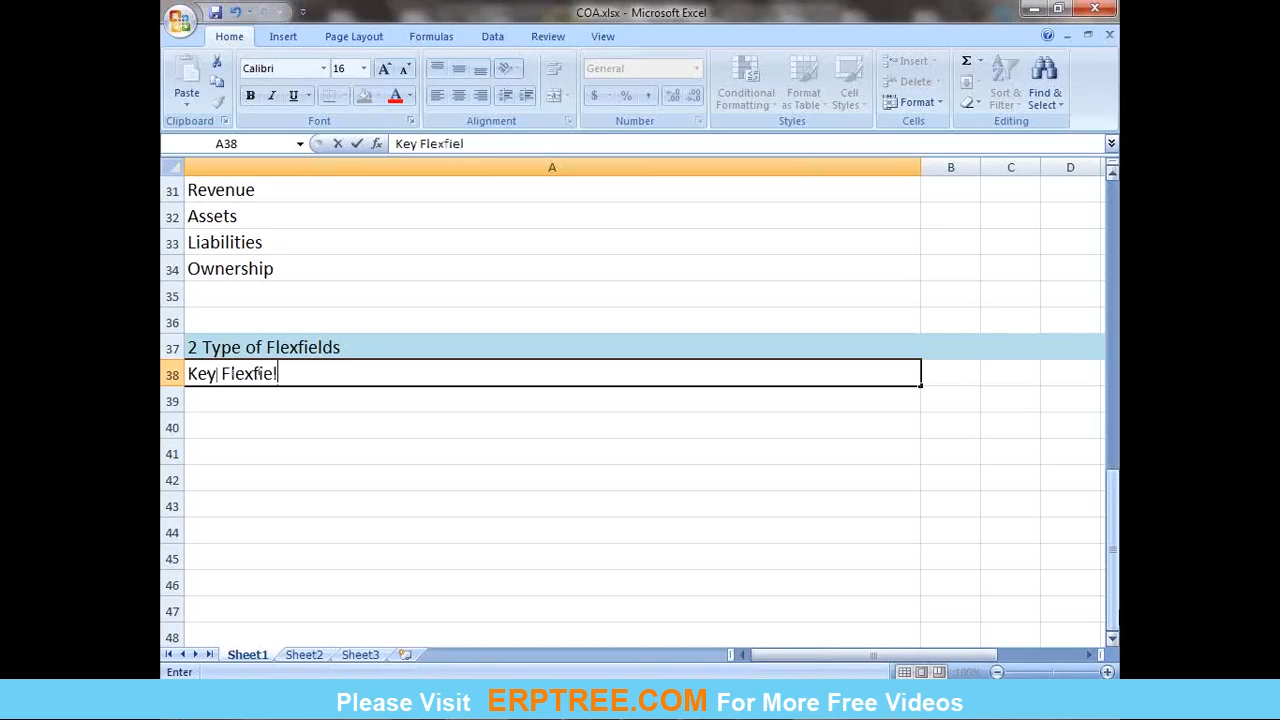 COA.xlsx - Microsoft Excel
Home Insert Page Layout Formulas Data Review View
Calibri 16 General Insert
Paste Conditional Formatting Format as Table Cell Styles Delete Sort & Filter Find & Select
B I U A $ % , Format
Clipboard Font Alignment Number Styles Cells Editing
A38 fx Key Flexfiel
A B C D
31 Revenue
32 Assets
33 Liabilities
34 Ownership
35
36
37 2 Type of Flexfields
38 Key Flexfiel
39
40
41
42
43
44
45
46
47
48
Sheet1 Sheet2 Sheet3
Enter 100%
Please Visit ERPTREE.COM For More Free Videos